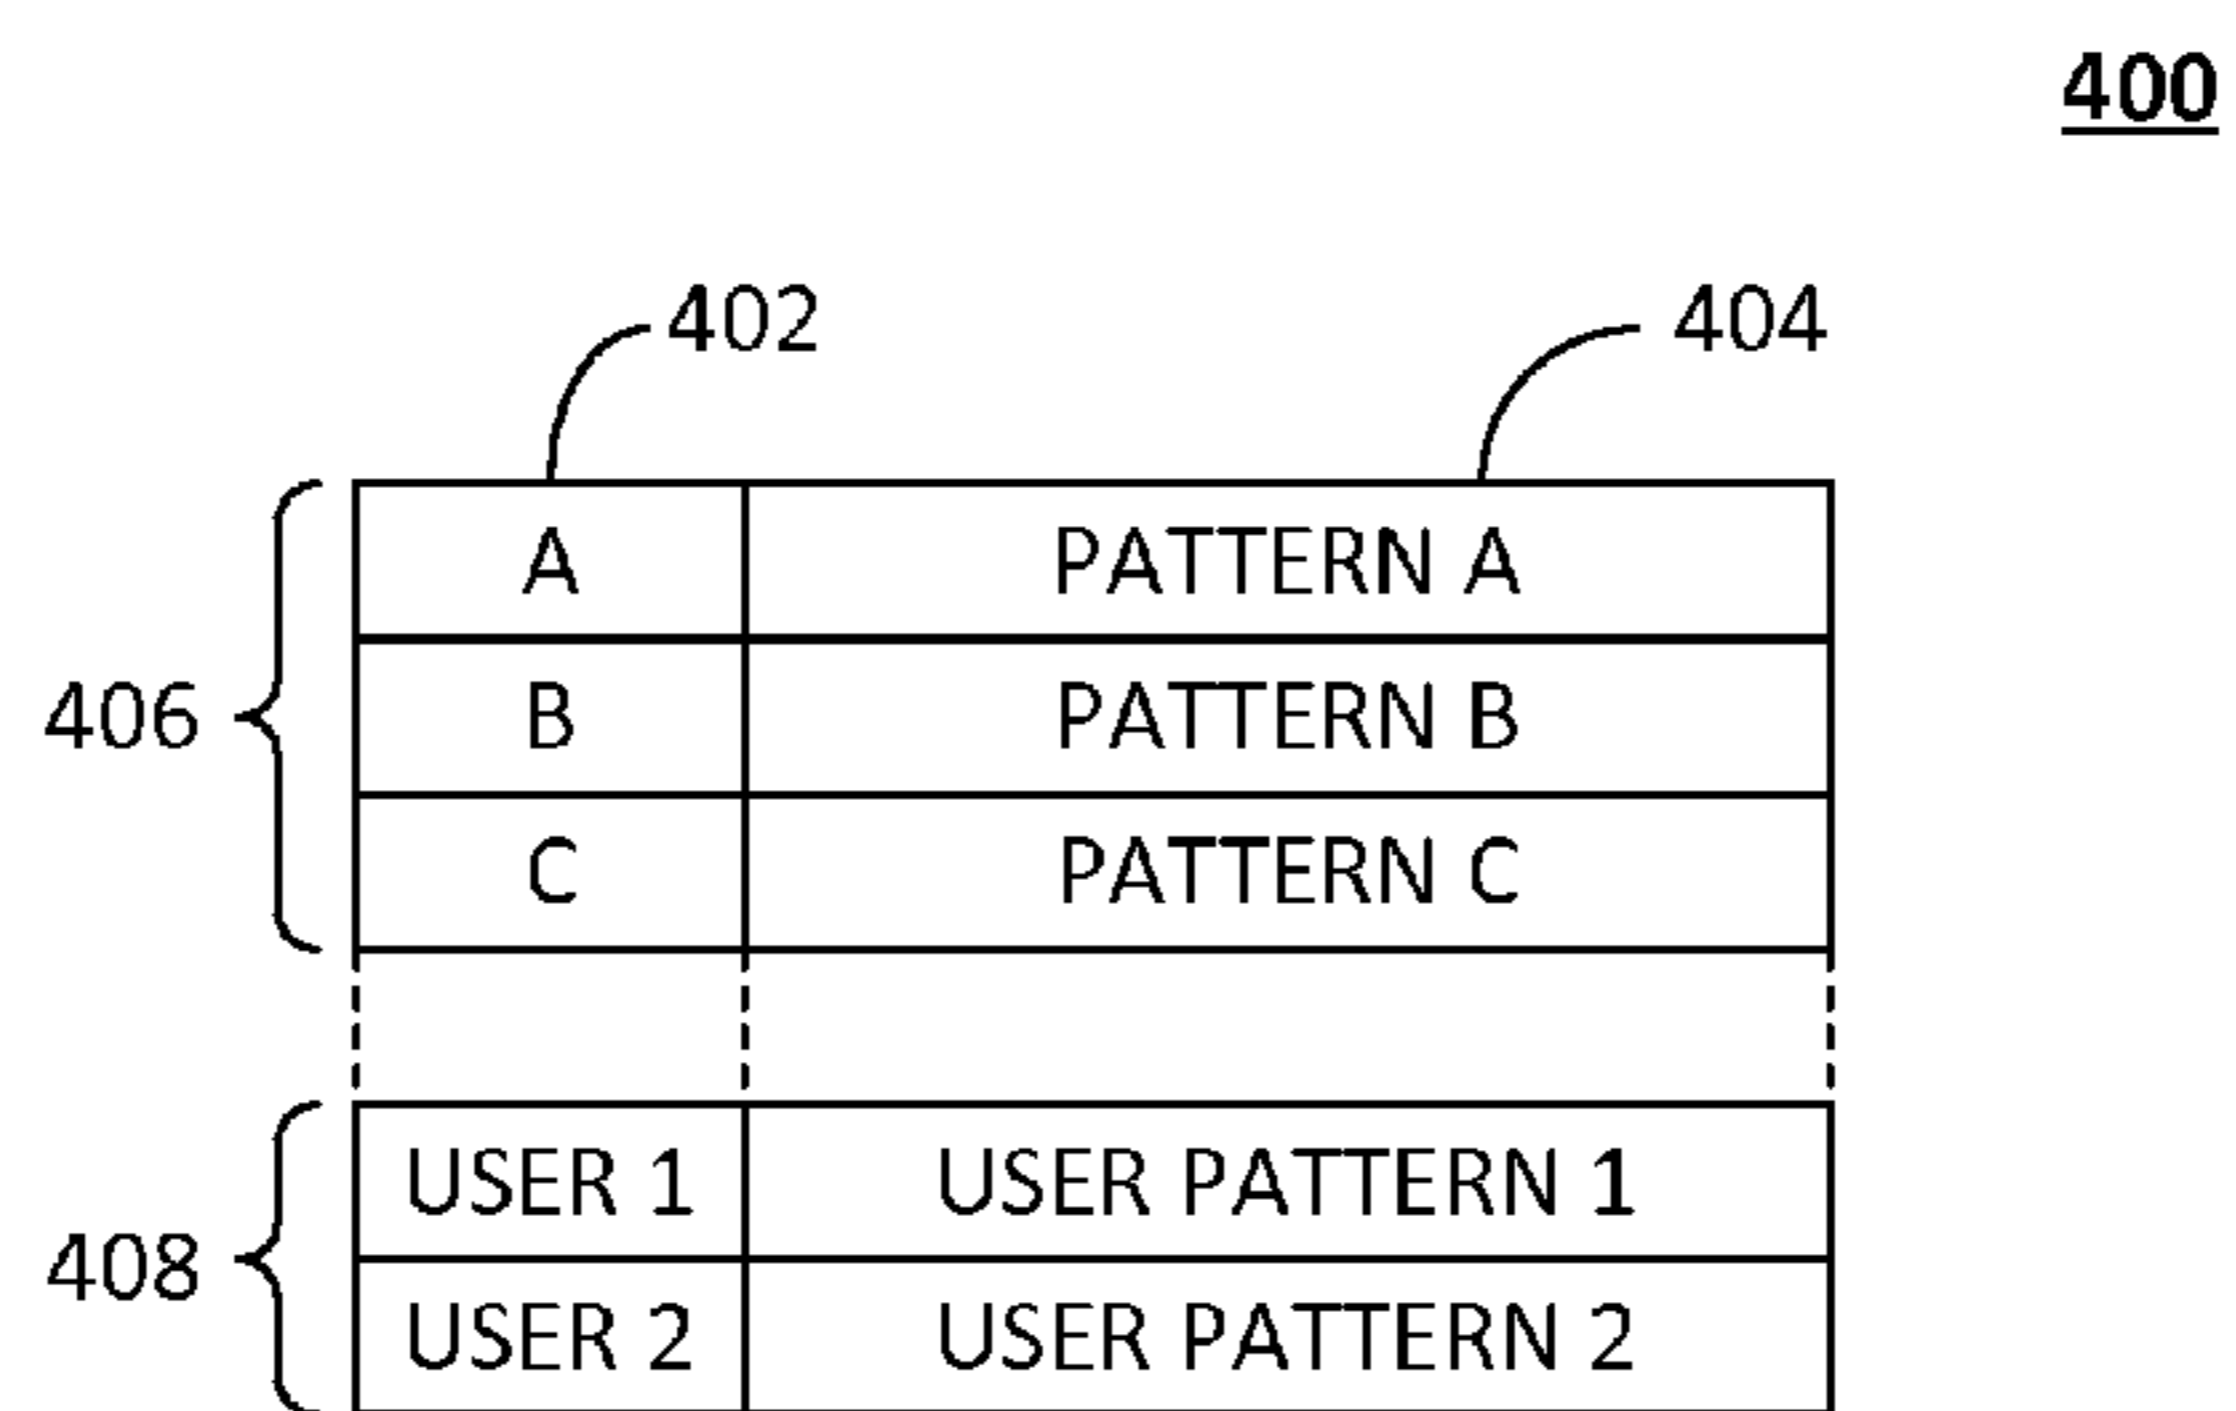 400
402 404
A PATTERN A
406 B PATTERN B
C PATTERN C
USER 1 USER PATTERN 1
408
USER 2 USER PATTERN 2